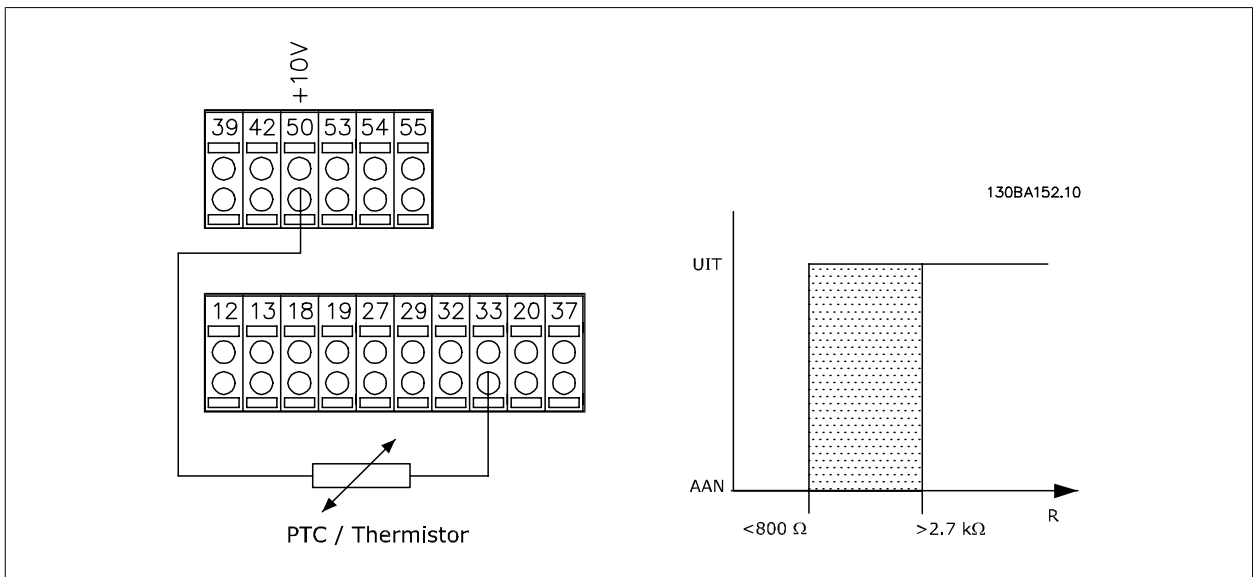 +10V
39 42 50 53 54 55
12 13 18 19 27 29 32 33 20 37
PTC / Thermistor
130BA152.10
UIT
AAN
R
<800 Ω >2.7 kΩ